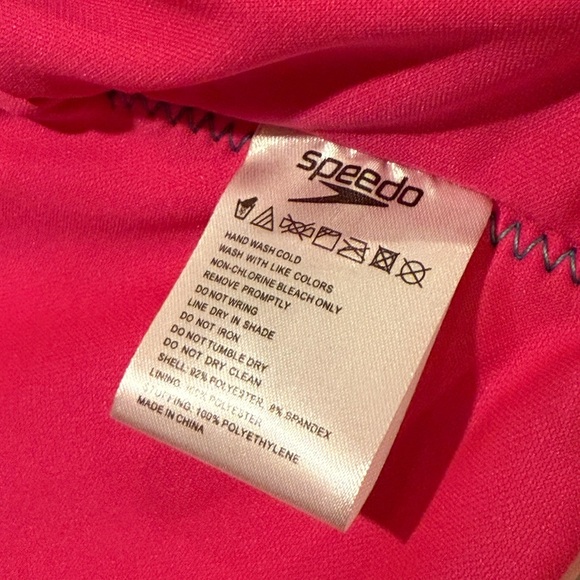 speedo
HAND WASH COLD
WASH WITH LIKE COLORS
NON-CHLORINE BLEACH ONLY
REMOVE PROMPTLY
DO NOT WRING
LINE DRY IN SHADE
DO NOT IRON
DO NOT TUMBLE DRY
DO NOT DRY CLEAN
SHELL: 92% POLYESTER, 8% SPANDEX
LINING: 100% POLYESTER
STUFFING: 100% POLYETHYLENE
MADE IN CHINA